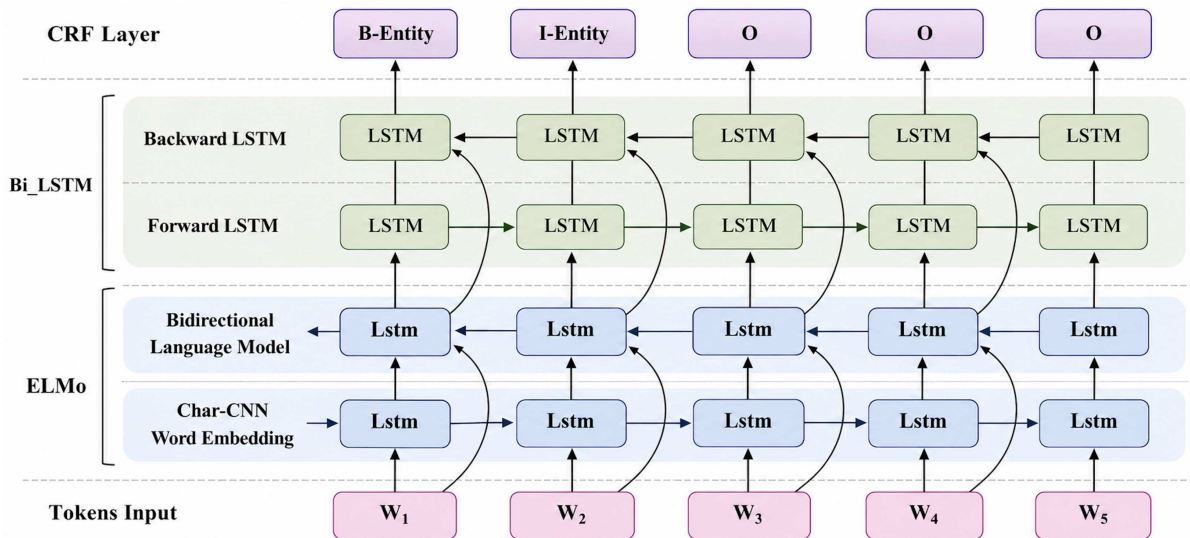 CRF Layer B-Entity I-Entity O O O
Backward LSTM LSTM LSTM LSTM LSTM LSTM
Bi_LSTM
Forward LSTM LSTM LSTM LSTM LSTM LSTM
Bidirectional
Language Model
Lstm Lstm Lstm Lstm Lstm
ELMo
Char-CNN
Word Embedding
Lstm Lstm Lstm Lstm Lstm
Tokens Input W₁ W₂ W₃ W₄ W₅